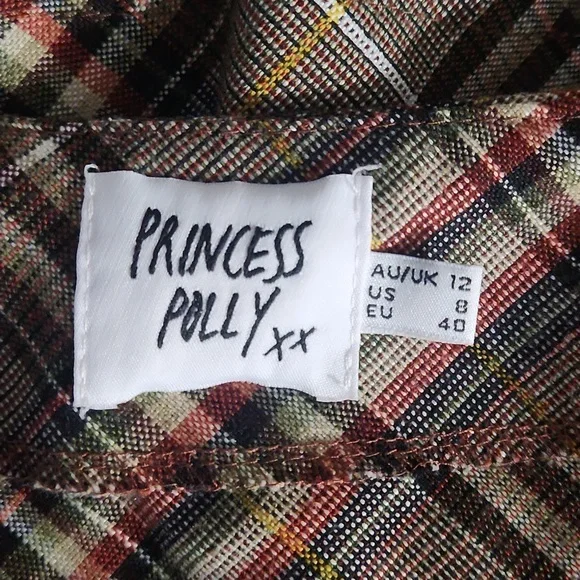 PRINCESS
POLLY xx
AU/UK 12
US 8
EU 40